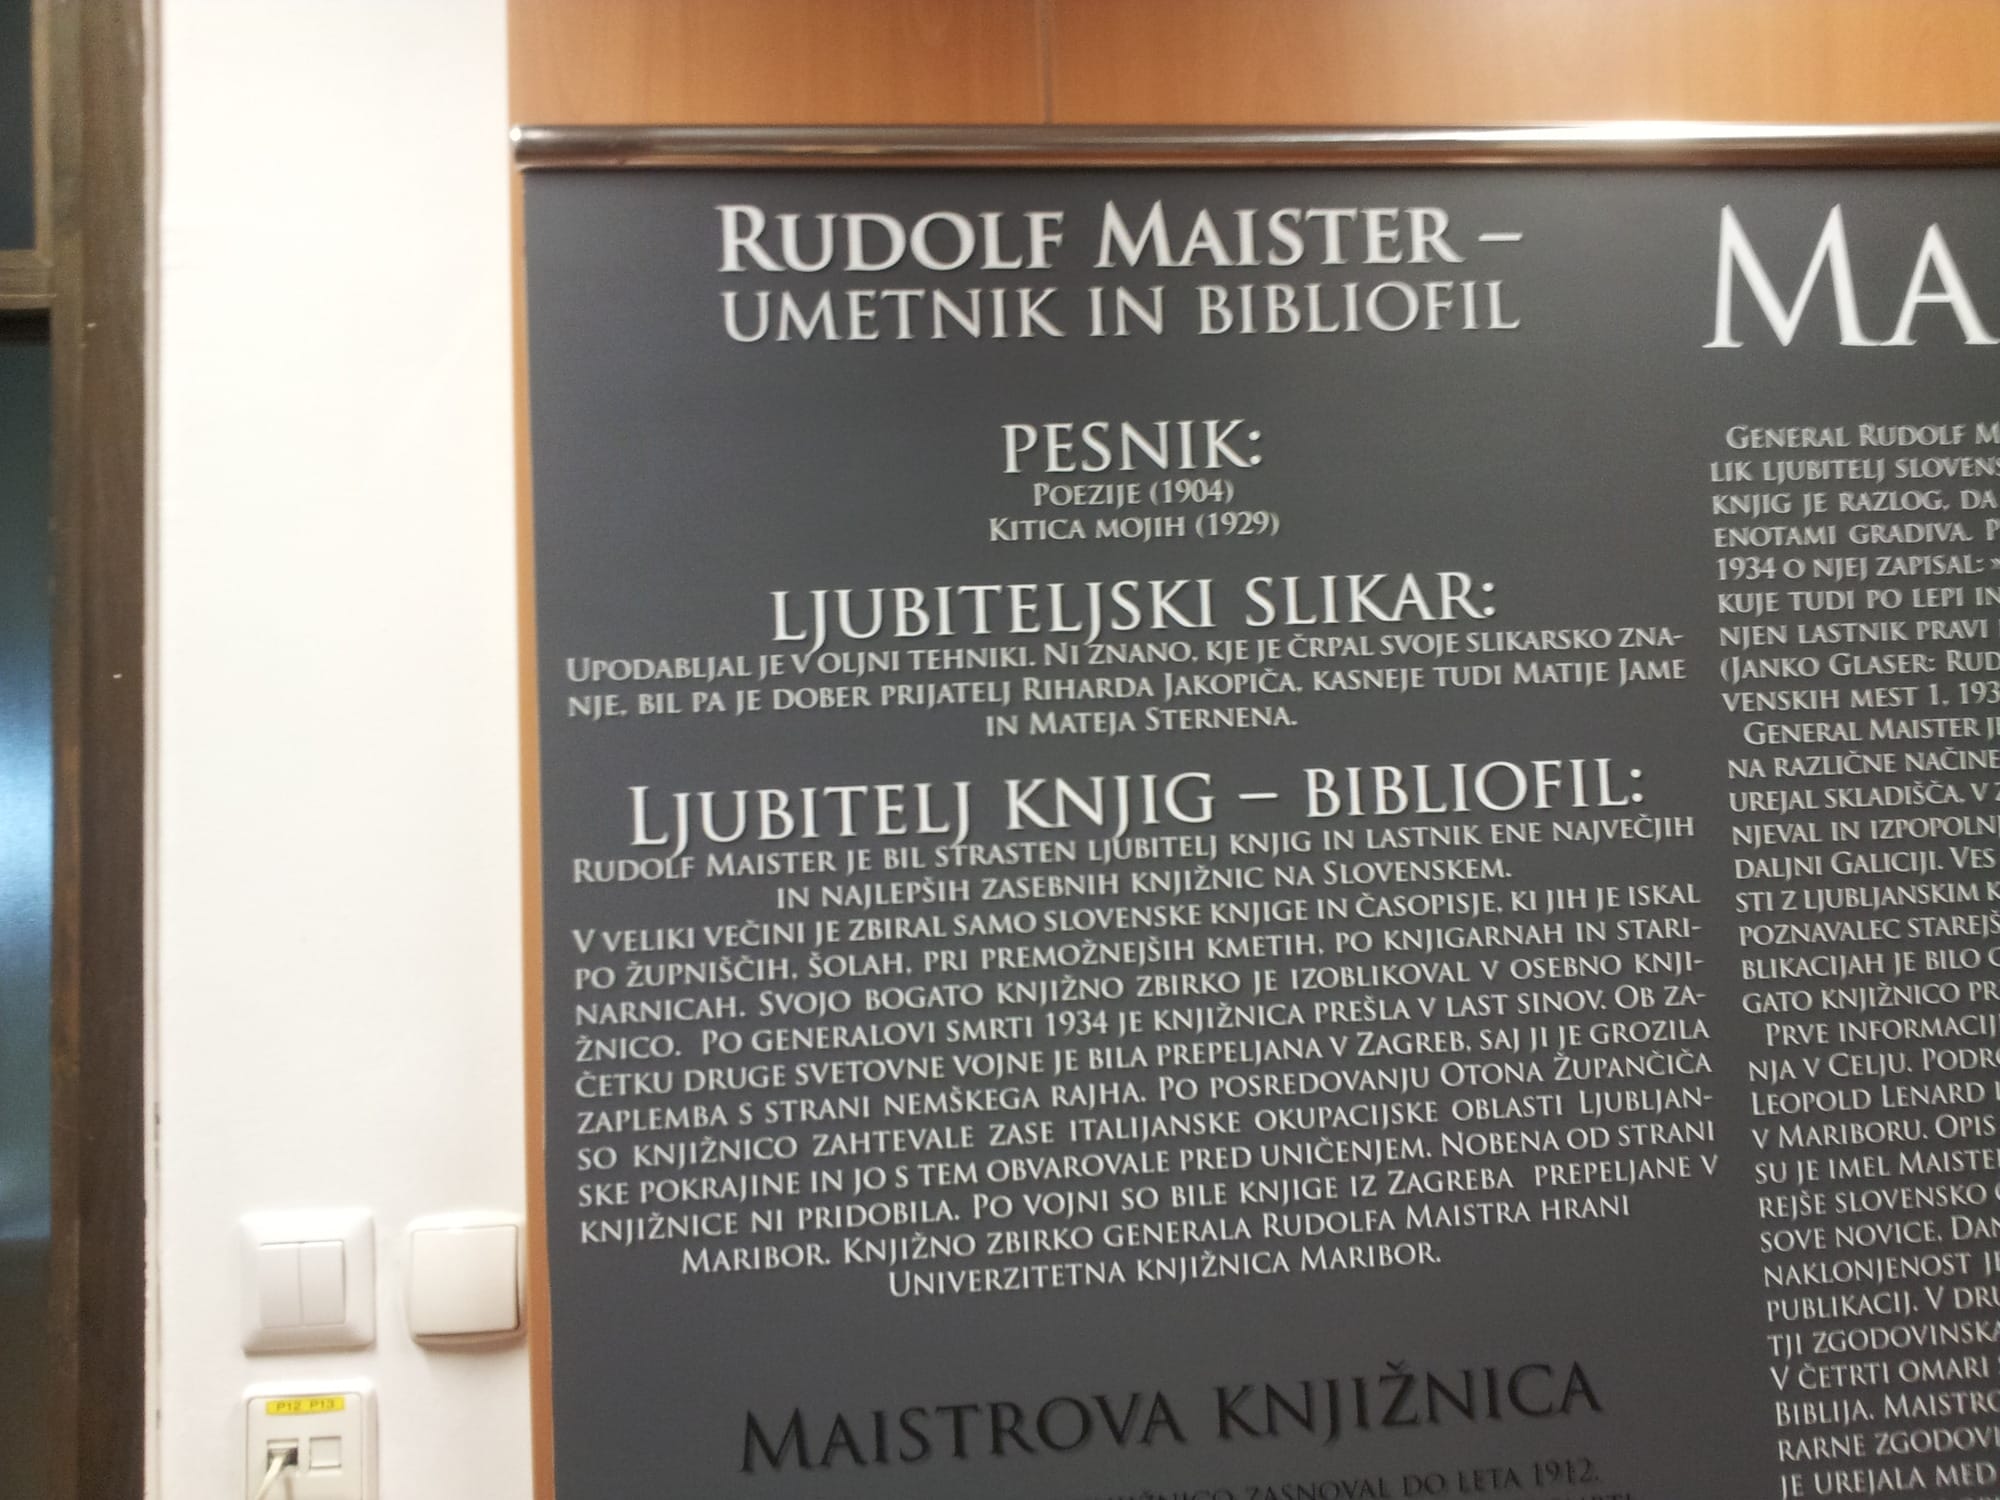 RUDOLF MAISTER –
UMETNIK IN BIBLIOFIL
PESNIK:
POEZIJE (1904)
KITICA MOJIH (1929)
LJUBITELJSKI SLIKAR:
UPODABLJAL JE V OLJNI TEHNIKI. NI ZNANO, KJE JE ČRPAL SVOJE SLIKARSKO ZNA-
NJE, BIL PA JE DOBER PRIJATELJ RIHARDA JAKOPIČA, KASNEJE TUDI MATIJE JAME
IN MATEJA STERNENA.
LJUBITELJ KNJIG – BIBLIOFIL:
RUDOLF MAISTER JE BIL STRASTEN LJUBITELJ KNJIG IN LASTNIK ENE NAJVEČJIH
IN NAJLEPŠIH ZASEBNIH KNJIŽNIC NA SLOVENSKEM.
V VELIKI VEČINI JE ZBIRAL SAMO SLOVENSKE KNJIGE IN ČASOPISJE, KI JIH JE ISKAL
PO ŽUPNIŠČIH, ŠOLAH, PRI PREMOŽNEJŠIH KMETIH, PO KNJIGARNAH IN STARI-
NARNICAH. SVOJO BOGATO KNJIŽNO ZBIRKO JE IZOBLIKOVAL V OSEBNO KNJI-
ŽNICO. PO GENERALOVI SMRTI 1934 JE KNJIŽNICA PREŠLA V LAST SINOV. OB ZA-
ČETKU DRUGE SVETOVNE VOJNE JE BILA PREPELJANA V ZAGREB, SAJ JI JE GROZILA
ZAPLEMBA S STRANI NEMŠKEGA RAJHA. PO POSREDOVANJU OTONA ŽUPANČIČA
SO KNJIŽNICO ZAHTEVALE ZASE ITALIJANSKE OKUPACIJSKE OBLASTI LJUBLJAN-
SKE POKRAJINE IN JO S TEM OBVAROVALE PRED UNIČENJEM. NOBENA OD STRANI
KNJIŽNICE NI PRIDOBILA. PO VOJNI SO BILE KNJIGE IZ ZAGREBA PREPELJANE V
MARIBOR. KNJIŽNO ZBIRKO GENERALA RUDOLFA MAISTRA HRANI
UNIVERZITETNA KNJIŽNICA MARIBOR.
MAISTROVA KNJIŽNICA
ZASNOVAL DO LETA 1912.
MA
GENERAL RUDOLF M
LIK LJUBITELJ SLOVENS
KNJIG JE RAZLOG, DA
ENOTAMI GRADIVA. P
1934 O NJEJ ZAPISAL: »
KUJE TUDI PO LEPI IN
NJEN LASTNIK PRAVI
(JANKO GLASER: RUD
VENSKIH MEST 1, 193
GENERAL MAISTER JE
NA RAZLIČNE NAČINE
UREJAL SKLADIŠČA, V Z
NJEVAL IN IZPOPOLNJ
DALJNI GALICIJI. VES
STI Z LJUBLJANSKIM K
POZNAVALEC STAREJŠ
BLIKACIJAH JE BILO
GATO KNJIŽNICO PR
PRVE INFORMACIJ
NJA V CELJU. PODRO
LEOPOLD LENARD
V MARIBORU. OPIS
SU JE IMEL MAISTE
REJŠE SLOVENSKO
SOVE NOVICE, DAN
NAKLONJENOST JE
PUBLIKACIJ. V DRU
TJI ZGODOVINSKA
V ČETRTI OMARI
BIBLIJA. MAISTRO
RARNE ZGODOVI
JE UREJALA MED
P12 P13